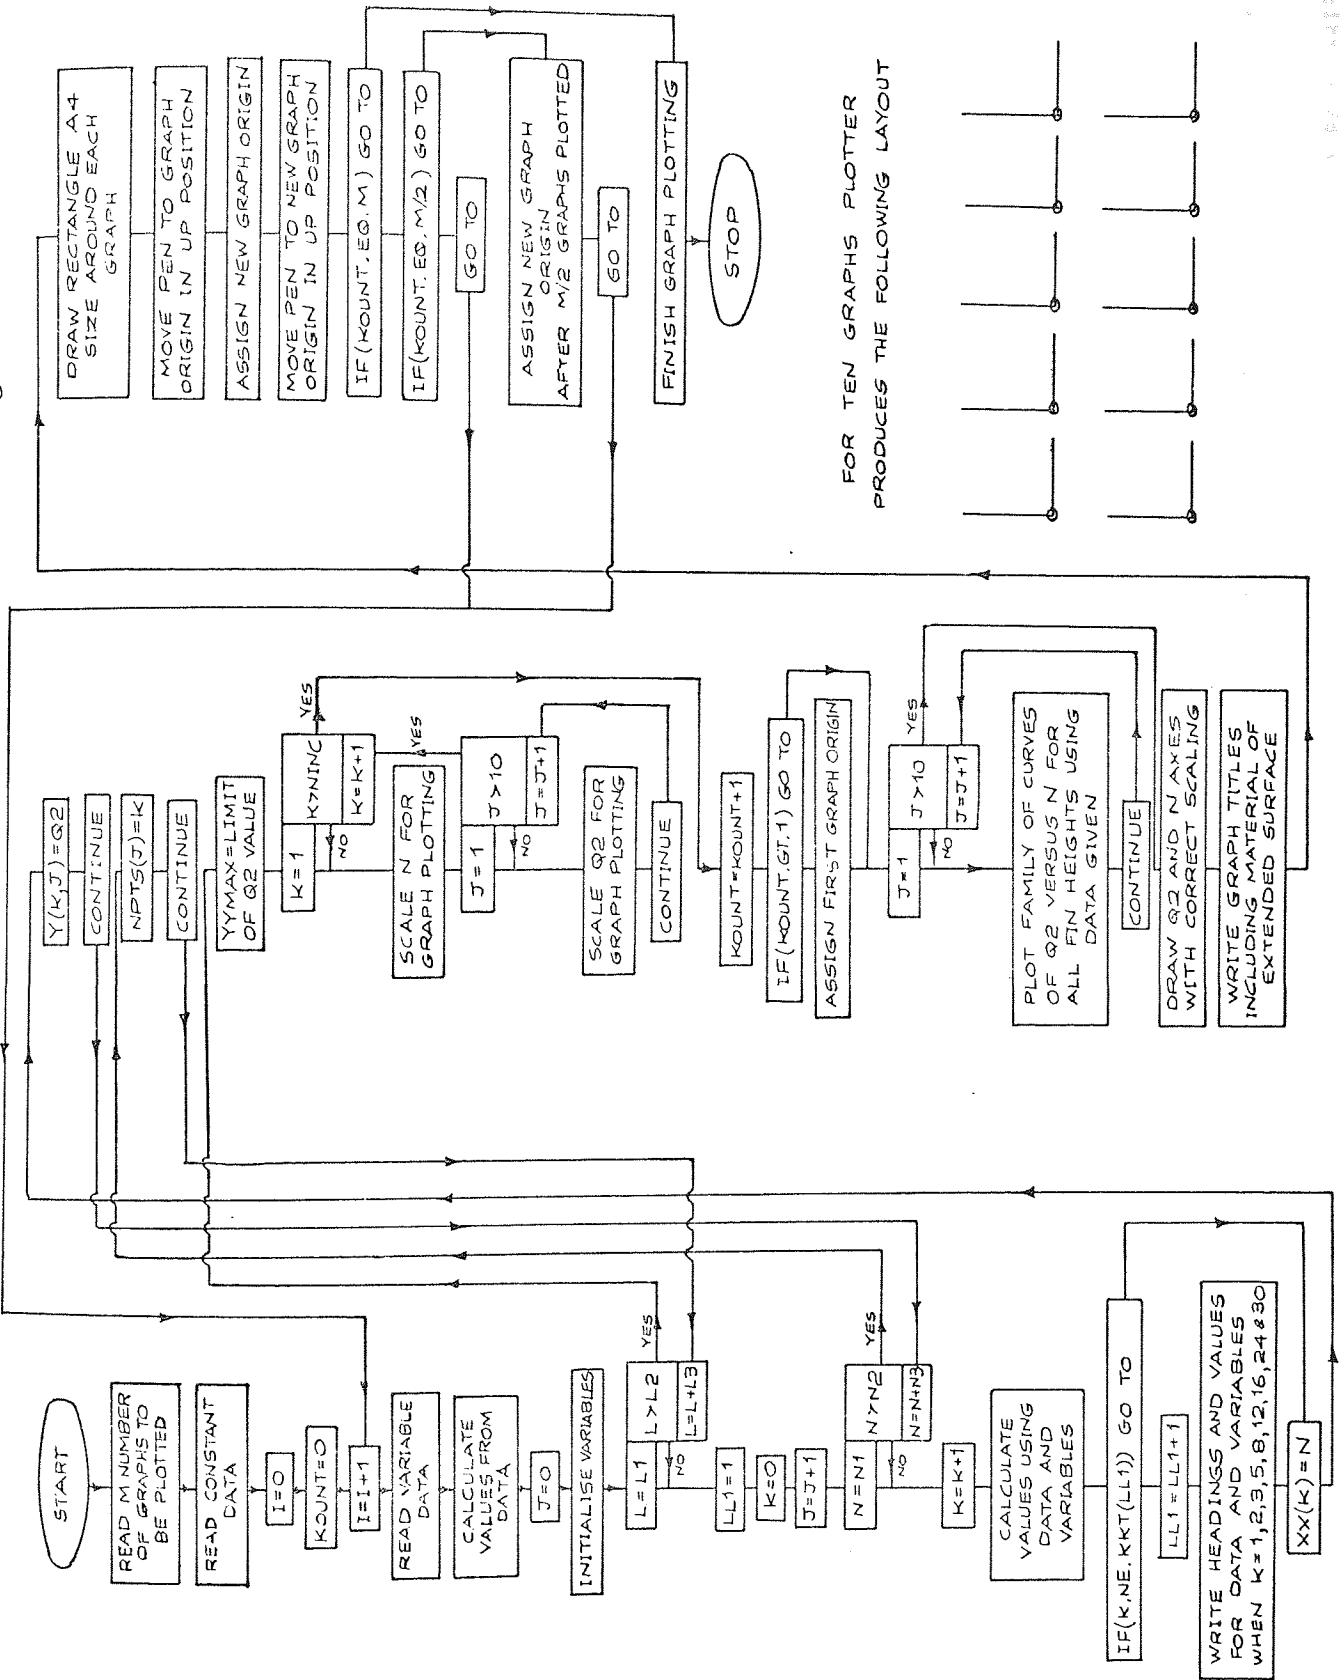 START
READ M NUMBER
OF GRAPHS TO
BE PLOTTED
READ CONSTANT
DATA
I=0
KOUNT=0
I=I+1
READ VARIABLE
DATA
CALCULATE
VALUES FROM
DATA
J=0
INITIALISE VARIABLES
L=L1
L>L2
YES
L=L+L3
NO
LL1=1
K=0
J=J+1
N=N1
N>N2
YES
N=N+N3
NO
K=K+1
CALCULATE
VALUES USING
DATA AND
VARIABLES
IF(K.NE.KKT(LL1)) GO TO
LL1=LL1+1
WRITE HEADINGS AND VALUES
FOR DATA AND VARIABLES
WHEN K=1,2,3,5,8,12,16,24&30
XX(K)=N
Y(K,J)=Q2
CONTINUE
NPTS(J)=K
CONTINUE
YYMAX=LIMIT
OF Q2 VALUE
K=1
K>NINC
YES
K=K+1
NO
SCALE N FOR
GRAPH PLOTTING
YES
J=1
J>10
J=J+1
NO
SCALE Q2 FOR
GRAPH PLOTTING
CONTINUE
KOUNT=KOUNT+1
IF(KOUNT.GT.1) GO TO
ASSIGN FIRST GRAPH ORIGIN
J=1
J>10
YES
J=J+1
NO
PLOT FAMILY OF CURVES
OF Q2 VERSUS N FOR
ALL FIN HEIGHTS USING
DATA GIVEN
CONTINUE
DRAW Q2 AND N AXES
WITH CORRECT SCALING
WRITE GRAPH TITLES
INCLUDING MATERIAL OF
EXTENDED SURFACE
DRAW RECTANGLE A4
SIZE AROUND EACH
GRAPH
MOVE PEN TO GRAPH
ORIGIN IN UP POSITION
ASSIGN NEW GRAPH ORIGIN
MOVE PEN TO NEW GRAPH
ORIGIN IN UP POSITION
IF(KOUNT.EQ.M) GO TO
IF(KOUNT.EQ.M/2) GO TO
GO TO
ASSIGN NEW GRAPH
ORIGIN
AFTER M/2 GRAPHS PLOTTED
GO TO
FINISH GRAPH PLOTTING
STOP
FOR TEN GRAPHS PLOTTER
PRODUCES THE FOLLOWING LAYOUT